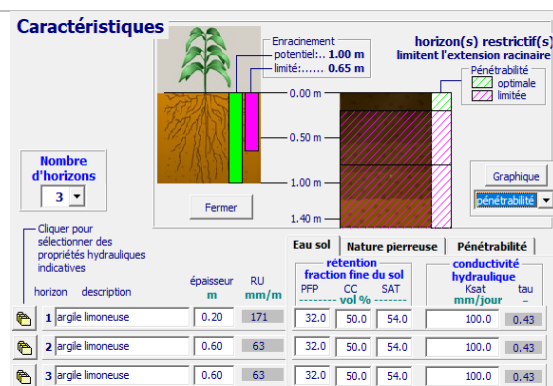 Caractéristiques
Enracinement
potentiel:.. 1.00 m
limité:...... 0.65 m
horizon(s) restrictif(s)
limitent l'extension racinaire
Pénétrabilité
optimale
limitée
0.00 m
0.50 m
1.00 m
1.40 m
Nombre
d'horizons
3
Fermer
Graphique
pénétrabilité
Cliquer pour
sélectionner des
propriétés hydrauliques
indicatives
Eau sol Nature pierreuse Pénétrabilité
rétention conductivité
fraction fine du sol hydraulique
épaisseur RU PFP CC SAT Ksat tau
horizon description m mm/m -------- vol % ------- mm/jour -
1 argile limoneuse 0.20 171 32.0 50.0 54.0 100.0 0.43
2 argile limoneuse 0.60 63 32.0 50.0 54.0 100.0 0.43
3 argile limoneuse 0.60 63 32.0 50.0 54.0 100.0 0.43